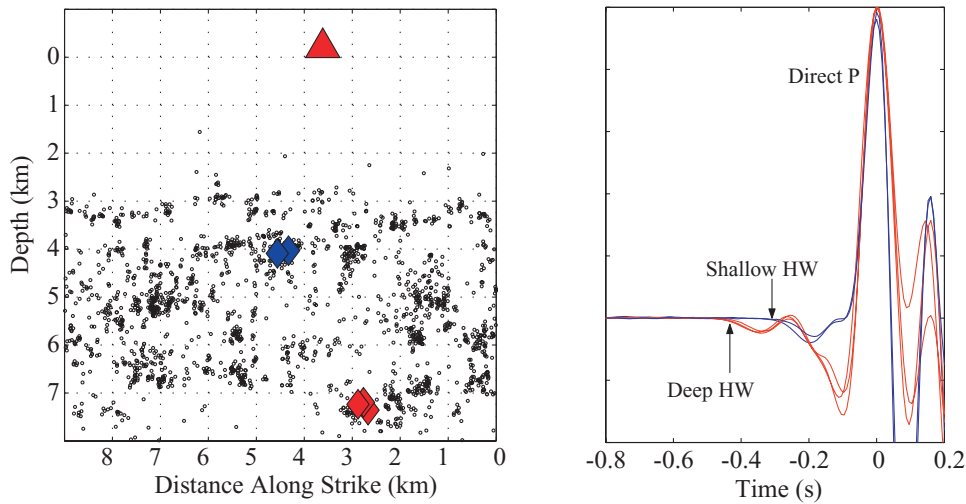 0
1
2
3
4
5
6
7
Depth (km)
8 7 6 5 4 3 2 1 0
Distance Along Strike (km)
Direct P
Shallow HW
Deep HW
-0.8 -0.6 -0.4 -0.2 0 0.2
Time (s)